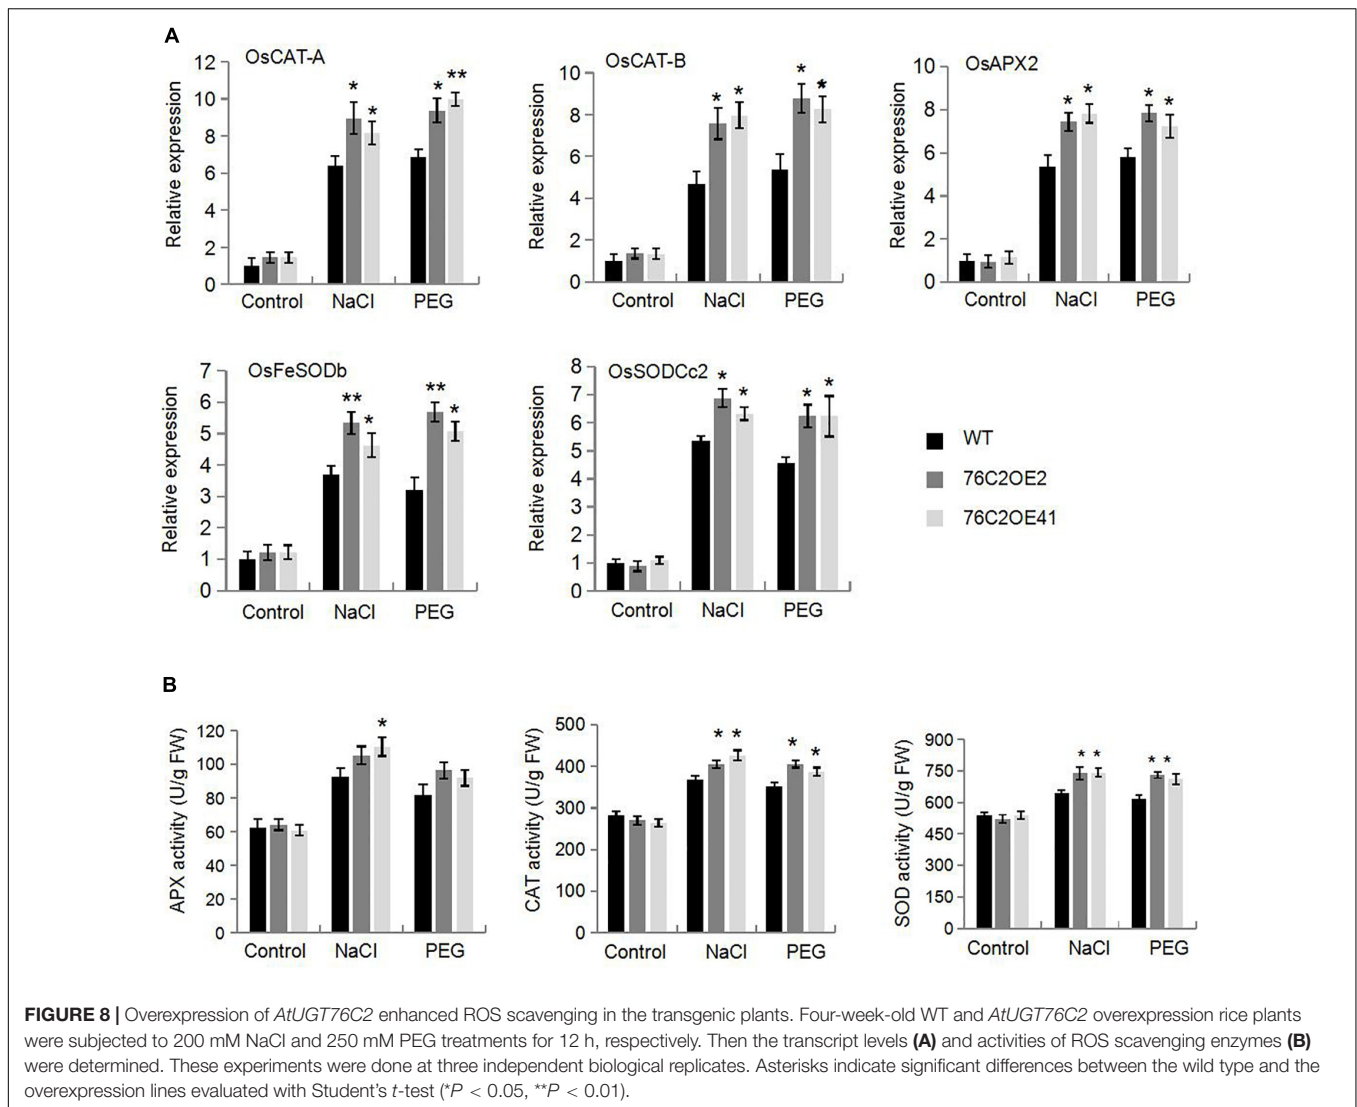 A
OsCAT-A
Relative expression
12
10
8
6
4
2
0
Control NaCl PEG
* * * **
OsCAT-B
Relative expression
10
8
6
4
2
0
Control NaCl PEG
* * * *
OsAPX2
Relative expression
10
8
6
4
2
0
Control NaCl PEG
* * * *
OsFeSODb
Relative expression
7
6
5
4
3
2
1
0
Control NaCl PEG
** * ** *
OsSODCc2
Relative expression
8
7
6
5
4
3
2
1
0
Control NaCl PEG
* * * *
WT
76C2OE2
76C2OE41
B
APX activity (U/g FW)
120
100
80
60
40
20
0
Control NaCl PEG
*
CAT activity (U/g FW)
500
400
300
200
100
0
Control NaCl PEG
* * * *
SOD activity (U/g FW)
900
750
600
450
300
150
0
Control NaCl PEG
* * * *
FIGURE 8 | Overexpression of AtUGT76C2 enhanced ROS scavenging in the transgenic plants. Four-week-old WT and AtUGT76C2 overexpression rice plants
were subjected to 200 mM NaCl and 250 mM PEG treatments for 12 h, respectively. Then the transcript levels (A) and activities of ROS scavenging enzymes (B)
were determined. These experiments were done at three independent biological replicates. Asterisks indicate significant differences between the wild type and the
overexpression lines evaluated with Student's t-test (*P < 0.05, **P < 0.01).